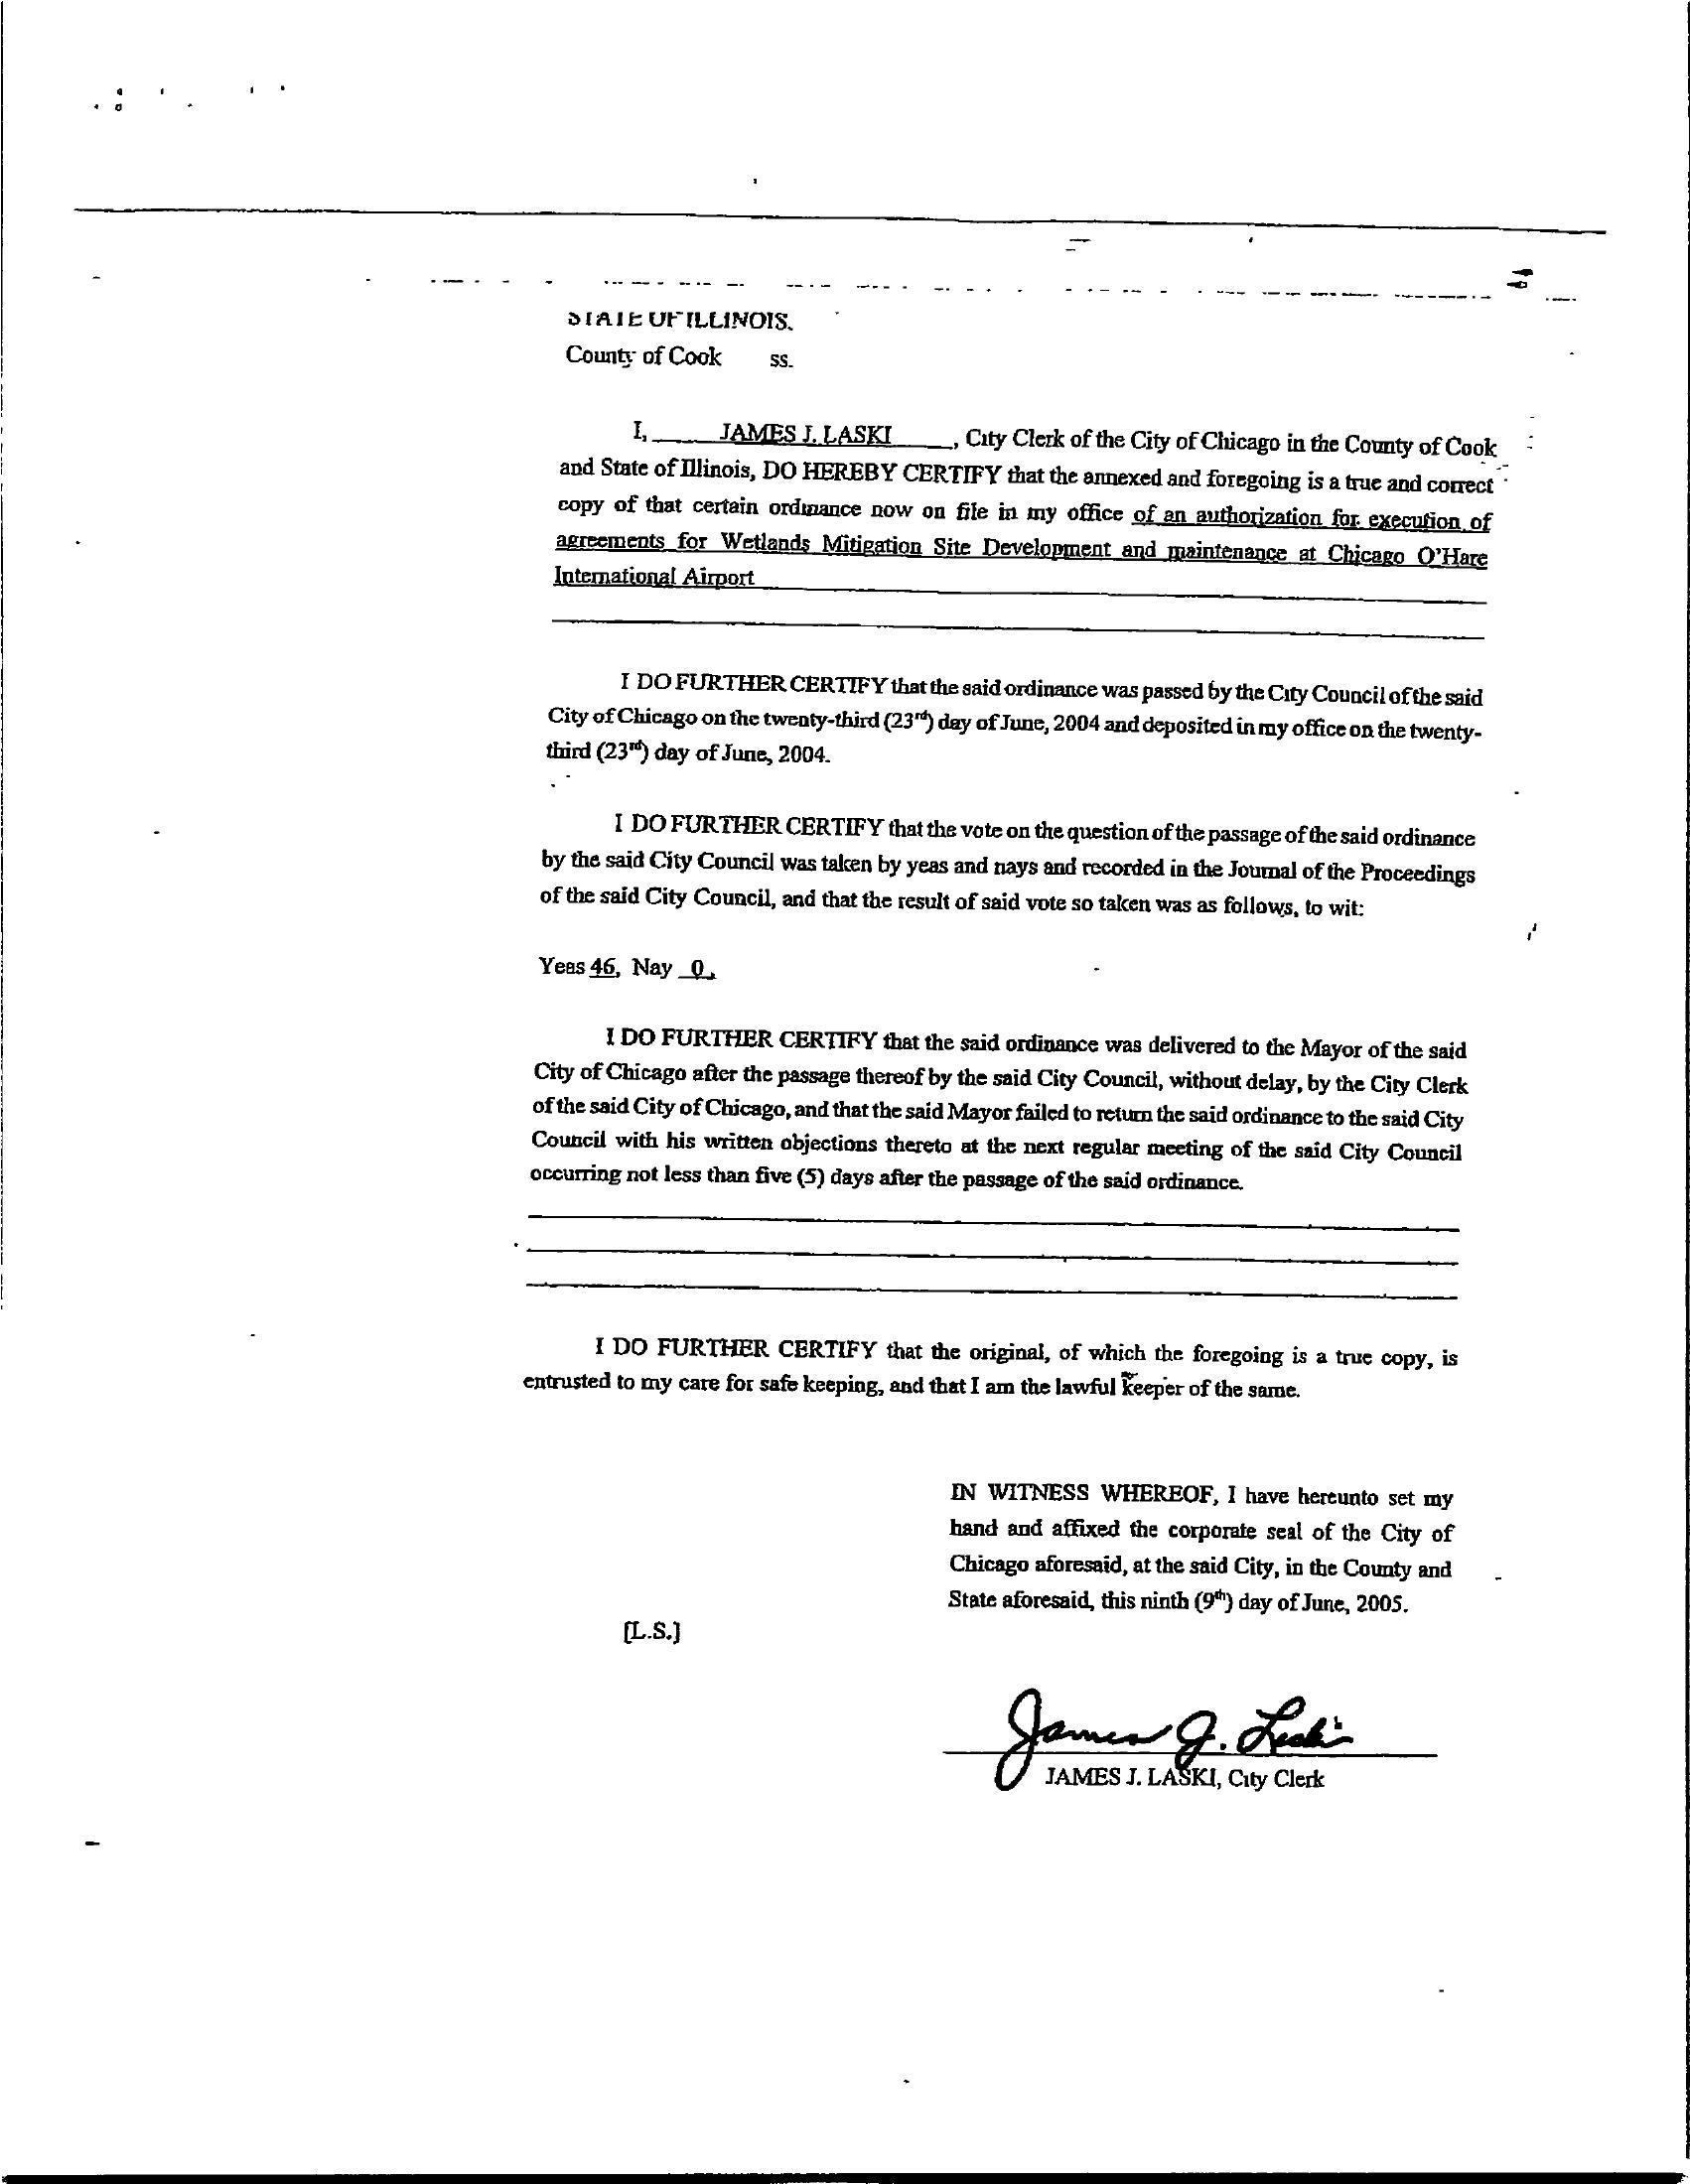 STATE OF ILLINOIS.
County of Cook ss.
I, JAMES J. LASKI, City Clerk of the City of Chicago in the County of Cook
and State of Illinois, DO HEREBY CERTIFY that the annexed and foregoing is a true and correct
copy of that certain ordinance now on file in my office of an authorization for execution of
agreements for Wetlands Mitigation Site Development and maintenance at Chicago O'Hare
International Airport
I DO FURTHER CERTIFY that the said ordinance was passed by the City Council of the said
City of Chicago on the twenty-third (23rd) day of June, 2004 and deposited in my office on the twenty-
third (23rd) day of June, 2004.
I DO FURTHER CERTIFY that the vote on the question of the passage of the said ordinance
by the said City Council was taken by yeas and nays and recorded in the Journal of the Proceedings
of the said City Council, and that the result of said vote so taken was as follows, to wit:
Yeas 46, Nay 0.
I DO FURTHER CERTIFY that the said ordinance was delivered to the Mayor of the said
City of Chicago after the passage thereof by the said City Council, without delay, by the City Clerk
of the said City of Chicago, and that the said Mayor failed to return the said ordinance to the said City
Council with his written objections thereto at the next regular meeting of the said City Council
occurring not less than five (5) days after the passage of the said ordinance.
I DO FURTHER CERTIFY that the original, of which the foregoing is a true copy, is
entrusted to my care for safe keeping, and that I am the lawful keeper of the same.
IN WITNESS WHEREOF, I have hereunto set my
hand and affixed the corporate seal of the City of
Chicago aforesaid, at the said City, in the County and
State aforesaid, this ninth (9th) day of June, 2005.
[L.S.]
James J. Laski
JAMES J. LASKI, City Clerk